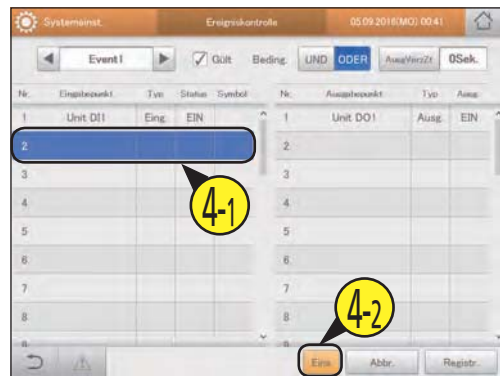 Systemeinst. Ereigniskontrolle 05.09.2016(MO) 00:41
Event1 Gült Beding. UND ODER AusgVerzZt 0Sek.
Nr. Eingabepunkt Typ Status Symbol Nr. Ausgabepunkt Typ Ausg.
1 Unit DI1 Eing. EIN 1 Unit DO1 Ausg. EIN
2 2
3 3
4 4
5 5
6 6
7 7
8 8
4-1
4-2
Eins. Abbr. Registr.